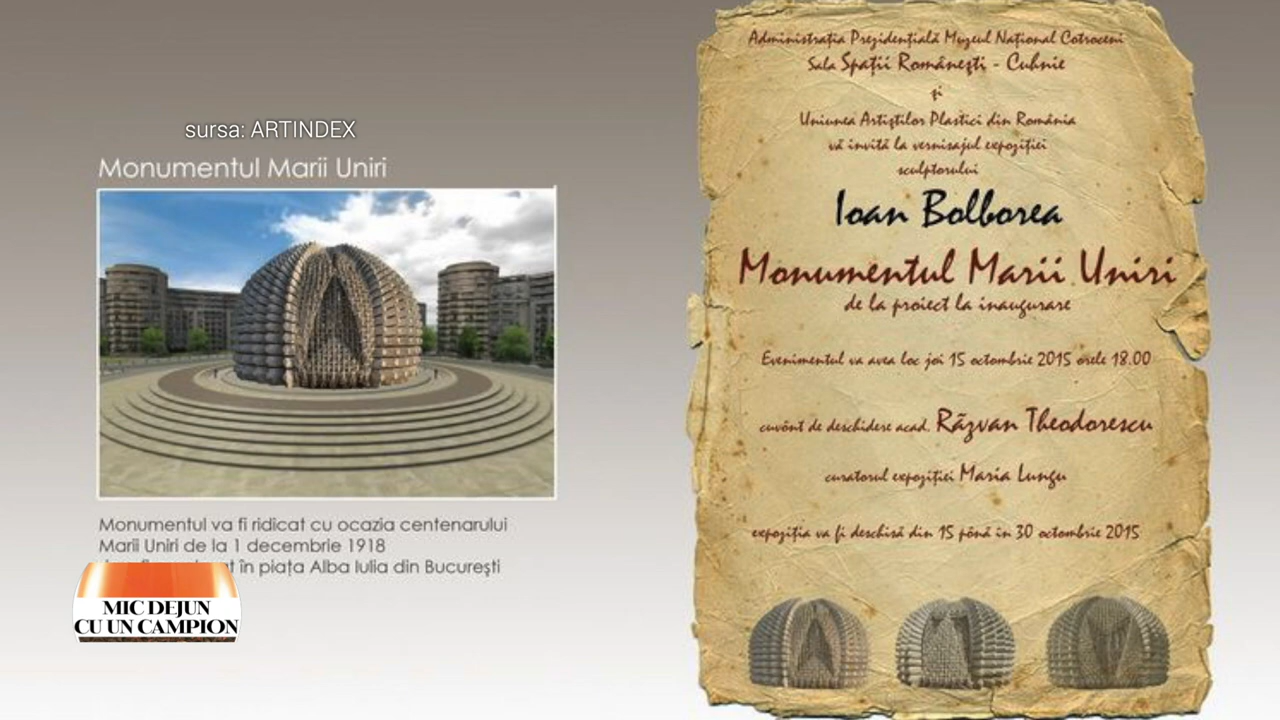 sursa: ARTINDEX
Monumentul Marii Uniri
Monumentul va fi ridicat cu ocazia centenarului
Marii Uniri de la 1 decembrie 1918
în piața Alba Iulia din București
MIC DEJUN
CU UN CAMPION
Administrația Prezidențială Muzeul Național Cotroceni
Sala Spații Românești - Cuhnie
și
Uniunea Artiștilor Plastici din România
vă invită la vernisajul expoziției
sculptorului
Ioan Bolborea
Monumentul Marii Uniri
de la proiect la inaugurare
Evenimentul va avea loc joi 15 octombrie 2015 orele 18.00
cuvânt de deschidere acad. Răzvan Theodorescu
curatorul expoziției Maria Lungu
expoziția va fi deschisă din 15 până în 30 octombrie 2015